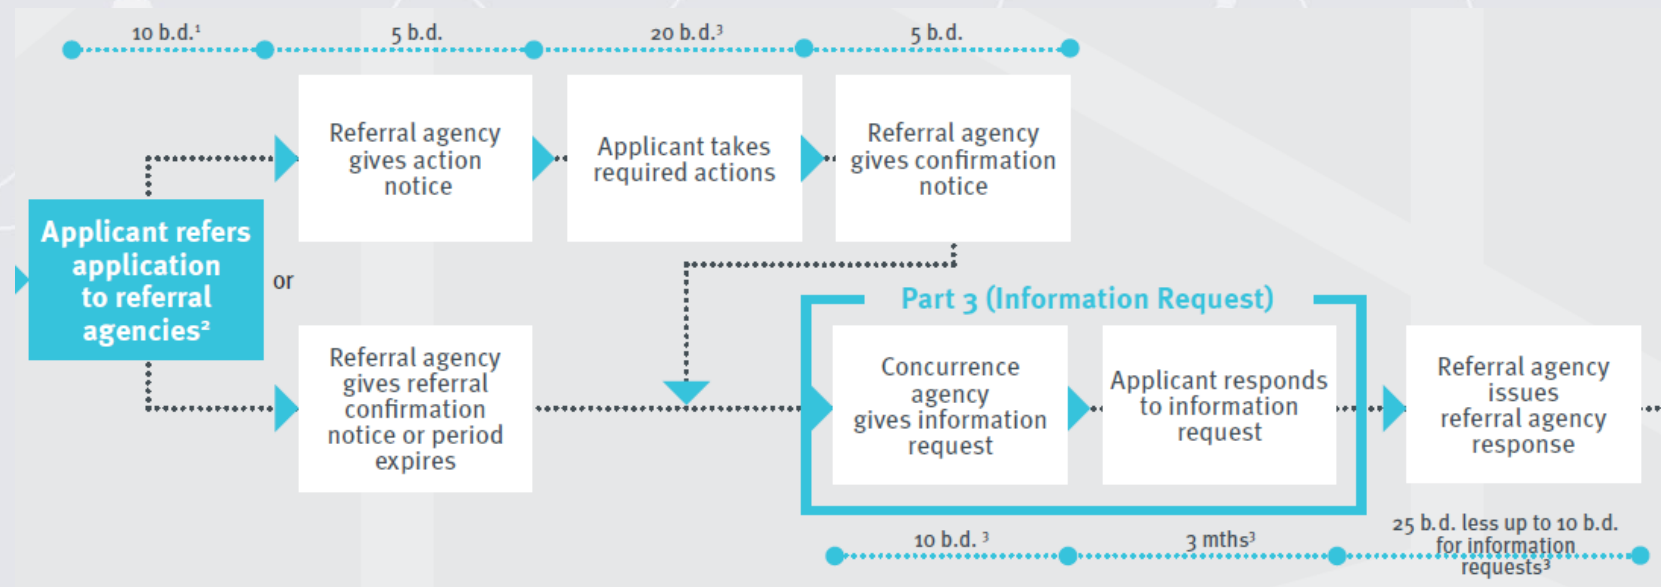 10 b.d.¹
5 b.d.
20 b.d.³
5 b.d.
Referral agency
gives action
notice
Applicant takes
required actions
Referral agency
gives confirmation
notice
Applicant refers
application
to referral
agencies²
or
Referral agency
gives referral
confirmation
notice or period
expires
Part 3 (Information Request)
Concurrence
agency
gives information
request
Applicant responds
to information
request
Referral agency
issues
referral agency
response
10 b.d. ³
3 mths³
25 b.d. less up to 10 b.d.
for information
requests³